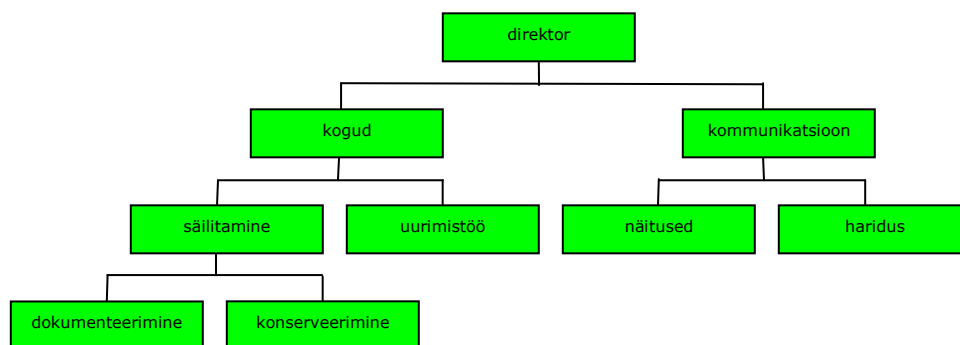 direktor
kogud
kommunikatsioon
säilitamine
uurimistöö
näitused
haridus
dokumenteerimine
konserveerimine